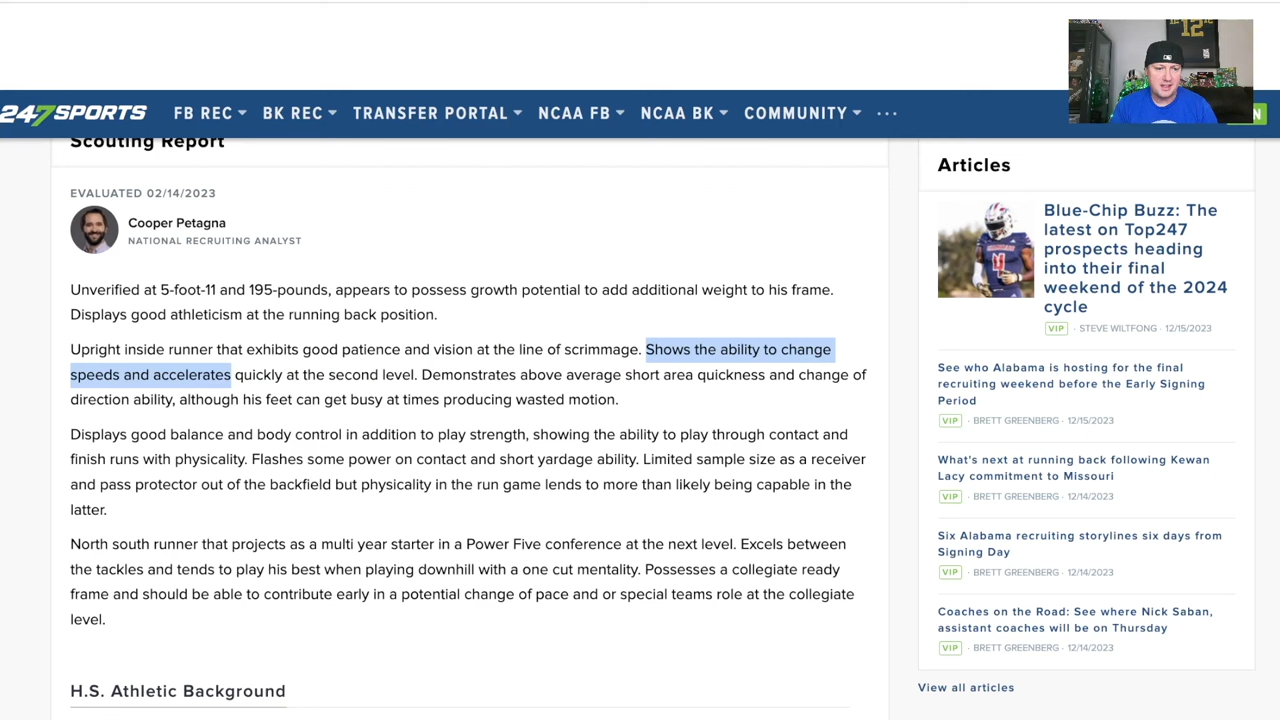 247SPORTS FB REC BK REC TRANSFER PORTAL NCAA FB NCAA BK COMMUNITY ...
12
Scouting Report
EVALUATED 02/14/2023
Cooper Petagna
NATIONAL RECRUITING ANALYST
Unverified at 5-foot-11 and 195-pounds, appears to possess growth potential to add additional weight to his frame.
Displays good athleticism at the running back position.
Upright inside runner that exhibits good patience and vision at the line of scrimmage. Shows the ability to change
speeds and accelerates quickly at the second level. Demonstrates above average short area quickness and change of
direction ability, although his feet can get busy at times producing wasted motion.
Displays good balance and body control in addition to play strength, showing the ability to play through contact and
finish runs with physicality. Flashes some power on contact and short yardage ability. Limited sample size as a receiver
and pass protector out of the backfield but physicality in the run game lends to more than likely being capable in the
latter.
North south runner that projects as a multi year starter in a Power Five conference at the next level. Excels between
the tackles and tends to play his best when playing downhill with a one cut mentality. Possesses a collegiate ready
frame and should be able to contribute early in a potential change of pace and or special teams role at the collegiate
level.
H.S. Athletic Background
Articles
Blue-Chip Buzz: The
latest on Top247
prospects heading
into their final
weekend of the 2024
cycle
VIP · STEVE WILTFONG · 12/15/2023
See who Alabama is hosting for the final
recruiting weekend before the Early Signing
Period
VIP · BRETT GREENBERG · 12/15/2023
What's next at running back following Kewan
Lacy commitment to Missouri
VIP · BRETT GREENBERG · 12/14/2023
Six Alabama recruiting storylines six days from
Signing Day
VIP · BRETT GREENBERG · 12/14/2023
Coaches on the Road: See where Nick Saban,
assistant coaches will be on Thursday
VIP · BRETT GREENBERG · 12/14/2023
View all articles